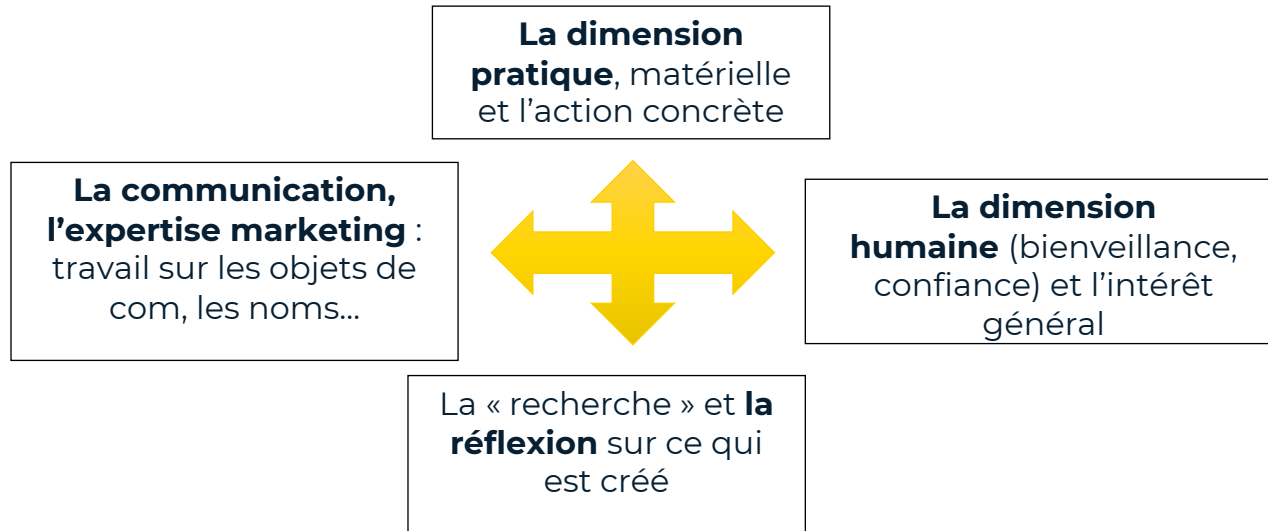 La dimension
pratique, matérielle
et l’action concrète
La communication,
l’expertise marketing :
travail sur les objets de
com, les noms...
La dimension
humaine (bienveillance,
confiance) et l’intérêt
général
La « recherche » et la
réflexion sur ce qui
est créé